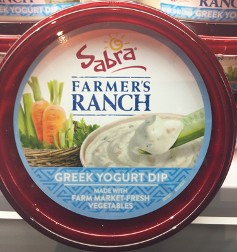 Sabra
FARMER'S
RANCH
GREEK YOGURT DIP
MADE WITH
FARM MARKET-FRESH
VEGETABLES